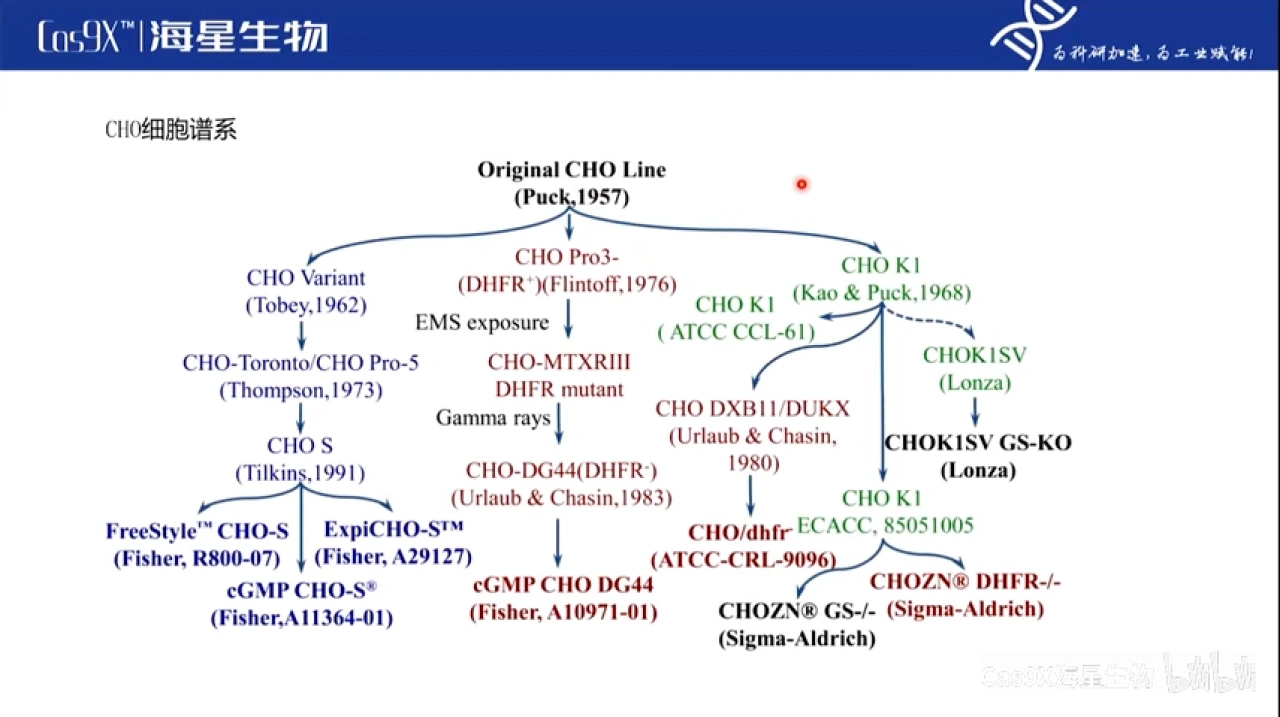 Cas9X™|海星生物
为科研加速,为工业赋能!
CHO细胞谱系
Original CHO Line
(Puck,1957)
CHO Variant
(Tobey,1962)
CHO-Toronto/CHO Pro-5
(Thompson,1973)
CHO S
(Tilkins,1991)
FreeStyle™ CHO-S
(Fisher, R800-07)
ExpiCHO-S™
(Fisher, A29127)
cGMP CHO-S®
(Fisher,A11364-01)
CHO Pro3-
(DHFR⁺)(Flintoff,1976)
EMS exposure
CHO-MTXRIII
DHFR mutant
Gamma rays
CHO-DG44(DHFR⁻)
(Urlaub & Chasin,1983)
cGMP CHO DG44
(Fisher, A10971-01)
CHO K1
(Kao & Puck,1968)
CHO K1
( ATCC CCL-61)
CHO DXB11/DUKX
(Urlaub & Chasin,
1980)
CHO/dhfr⁻
(ATCC-CRL-9096)
CHOK1SV
(Lonza)
CHOK1SV GS-KO
(Lonza)
CHO K1
ECACC, 85051005
CHOZN® GS-/-
(Sigma-Aldrich)
CHOZN® DHFR-/-
(Sigma-Aldrich)
Cas9X海星生物 bilibili